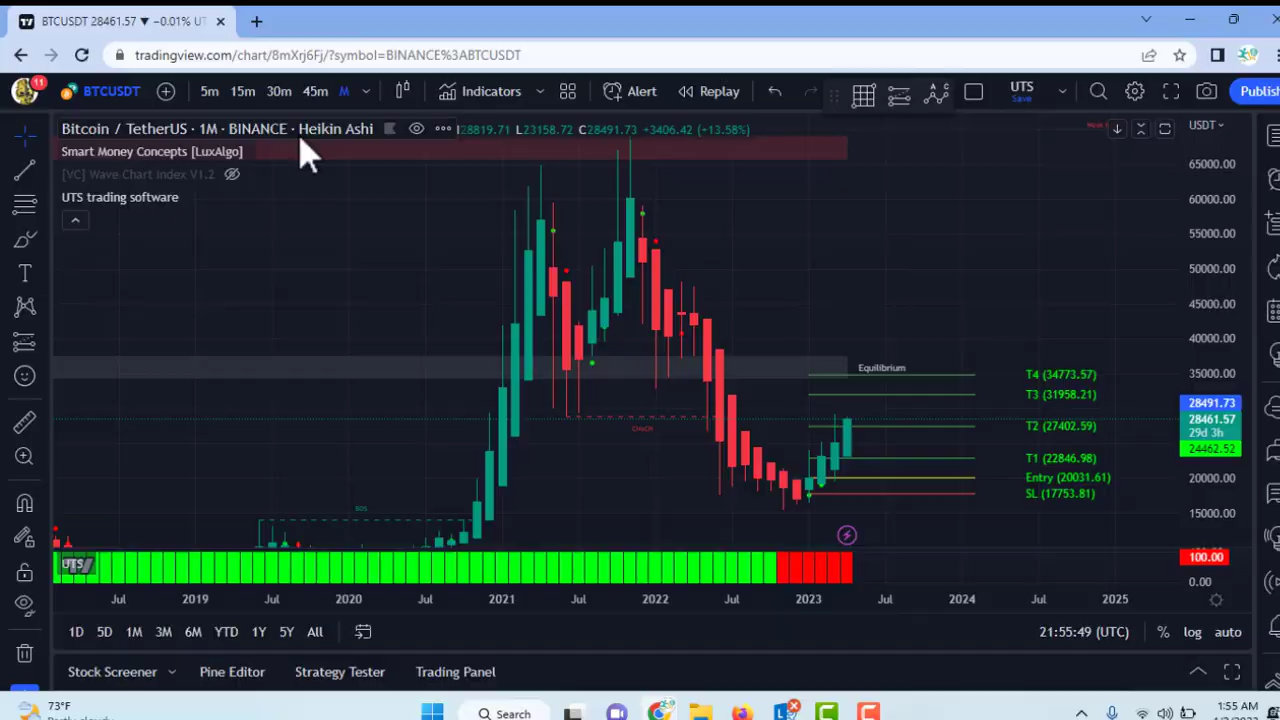 BTCUSDT 28461.57 ▼ −0.01% UT
tradingview.com/chart/8mXrj6Fj/?symbol=BINANCE%3ABTCUSDT
11
BTCUSDT
5m 15m 30m 45m M
Indicators
Alert
Replay
UTS
Save
Publish
Bitcoin / TetherUS · 1M · BINANCE · Heikin Ashi
28819.71 L23158.72 C28491.73 +3406.42 (+13.58%)
USDT
Smart Money Concepts [LuxAlgo]
[VC] Wave Chart Index V1.2
UTS trading software
65000.00
60000.00
55000.00
50000.00
45000.00
40000.00
35000.00
28491.73
28461.57
29d 3h
24462.52
20000.00
15000.00
100.00
0.00
Equilibrium
T4 (34773.57)
T3 (31958.21)
T2 (27402.59)
T1 (22846.98)
Entry (20031.61)
SL (17753.81)
CHoCH
BOS
UTS
Jul 2019 Jul 2020 Jul 2021 Jul 2022 Jul 2023 Jul 2024 Jul 2025
1D 5D 1M 3M 6M YTD 1Y 5Y All
21:55:49 (UTC) % log auto
Stock Screener Pine Editor Strategy Tester Trading Panel
73°F
Search
1:55 AM